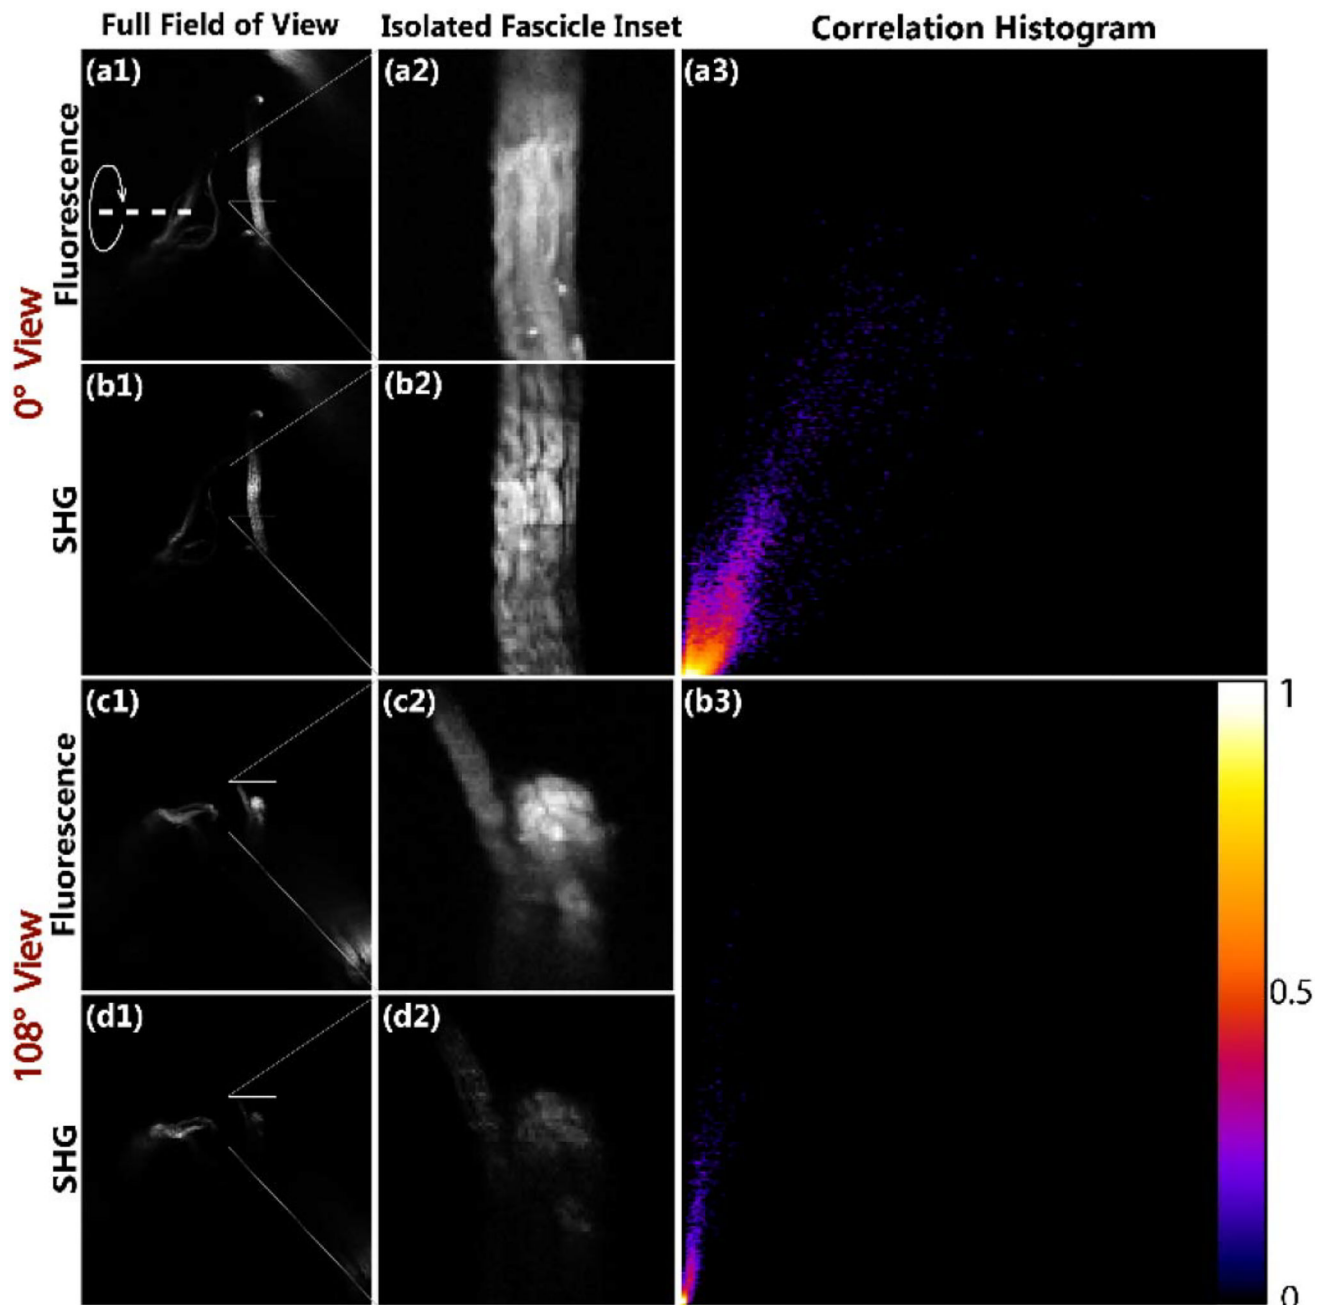 Full Field of View
Isolated Fascicle Inset
Correlation Histogram
0° View
Fluorescence
(a1)
(a2)
(a3)
SHG
(b1)
(b2)
108° View
Fluorescence
(c1)
(c2)
(b3)
1
0.5
0
SHG
(d1)
(d2)